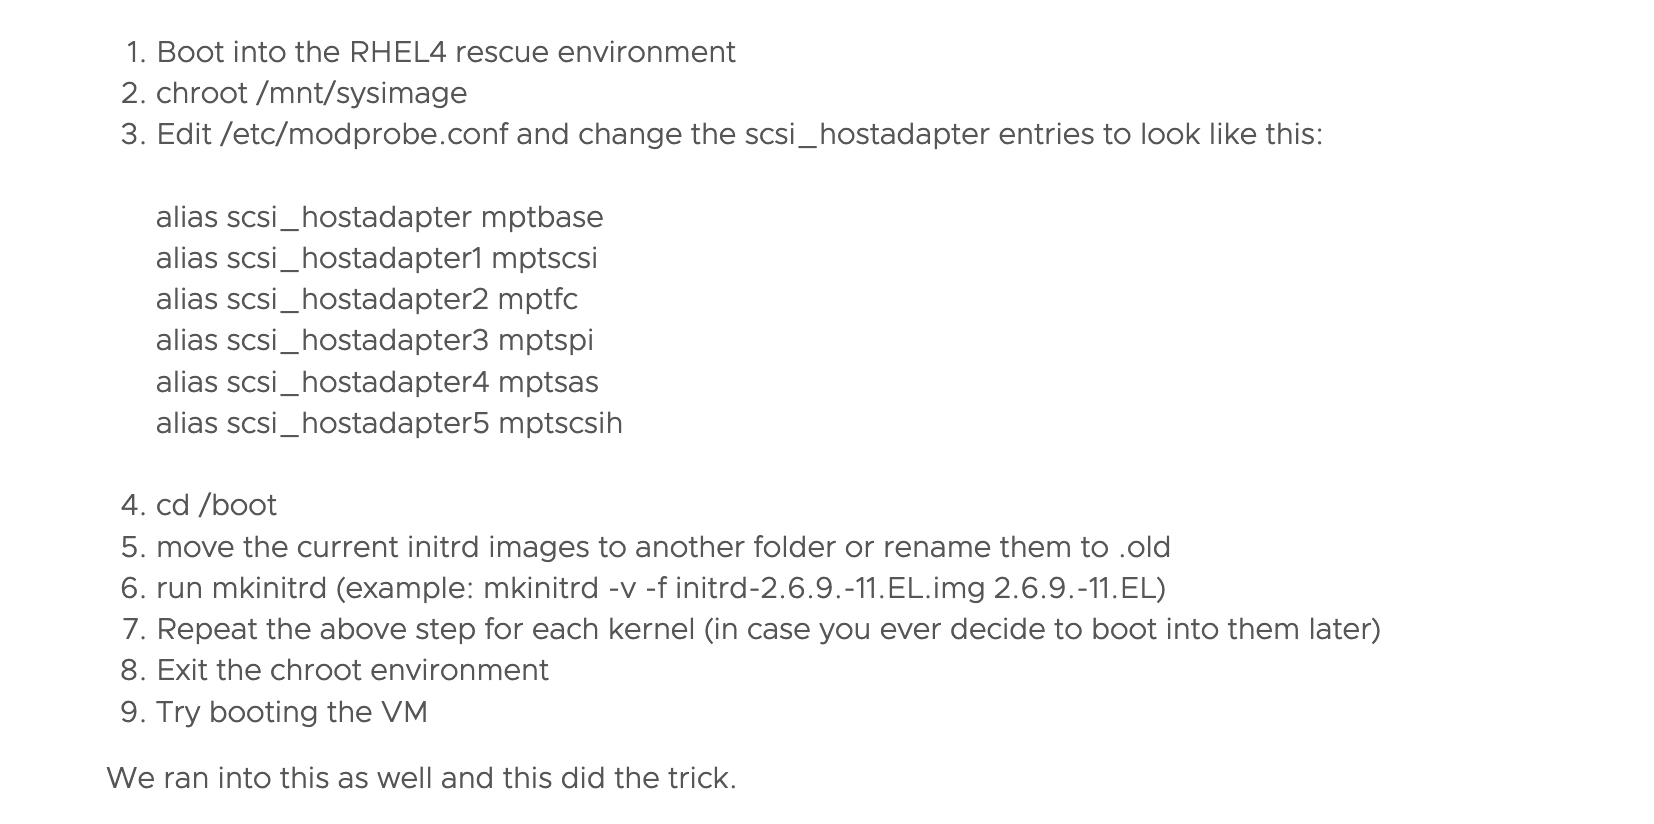 1. Boot into the RHEL4 rescue environment
2. chroot /mnt/sysimage
3. Edit /etc/modprobe.conf and change the scsi_hostadapter entries to look like this:
alias scsi_hostadapter mptbase
alias scsi_hostadapter1 mptscsi
alias scsi_hostadapter2 mptfc
alias scsi_hostadapter3 mptspi
alias scsi_hostadapter4 mptsas
alias scsi_hostadapter5 mptscsih
4. cd /boot
5. move the current initrd images to another folder or rename them to .old
6. run mkinitrd (example: mkinitrd -v -f initrd-2.6.9.-11.EL.img 2.6.9.-11.EL)
7. Repeat the above step for each kernel (in case you ever decide to boot into them later)
8. Exit the chroot environment
9. Try booting the VM
We ran into this as well and this did the trick.